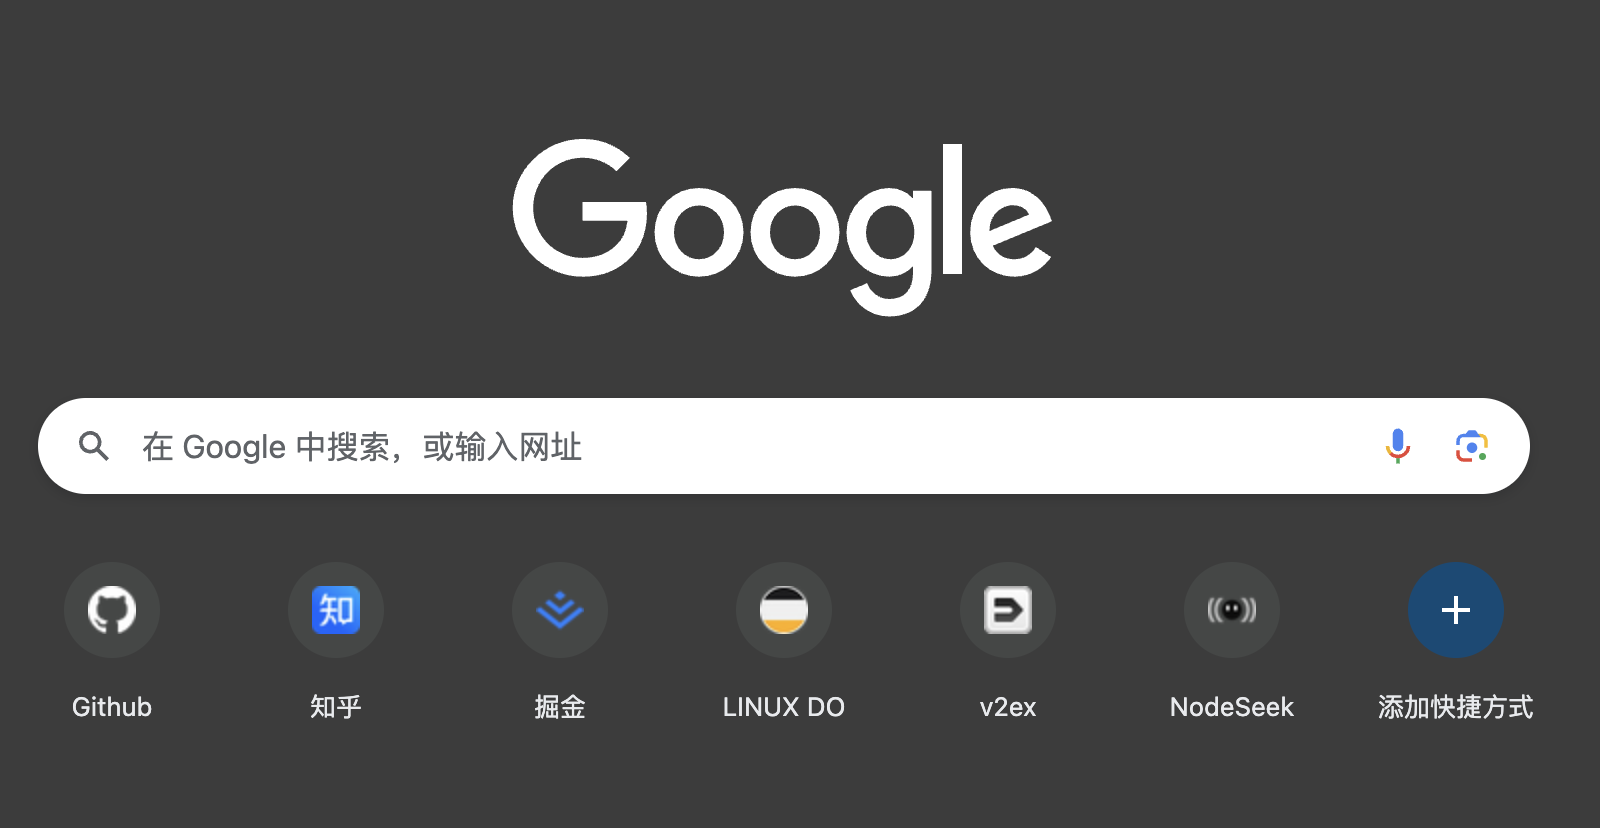 Google
在 Google 中搜索，或输入网址
知
Github
知乎
掘金
LINUX DO
v2ex
NodeSeek
添加快捷方式